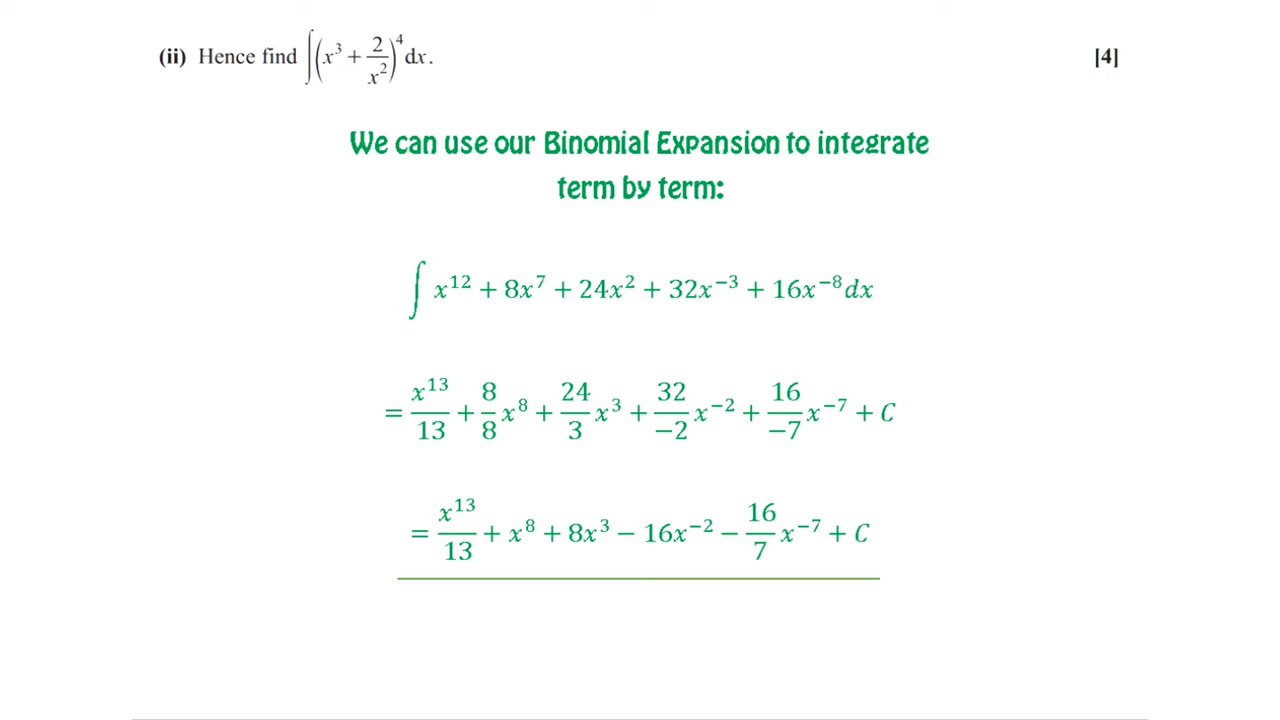 (ii) Hence find ∫(x³ + 2/x²)⁴ dx. [4]
We can use our Binomial Expansion to integrate
term by term:
∫ x¹² + 8x⁷ + 24x² + 32x⁻³ + 16x⁻⁸ dx
= x¹³/13 + 8/8 x⁸ + 24/3 x³ + 32/−2 x⁻² + 16/−7 x⁻⁷ + C
= x¹³/13 + x⁸ + 8x³ − 16x⁻² − 16/7 x⁻⁷ + C